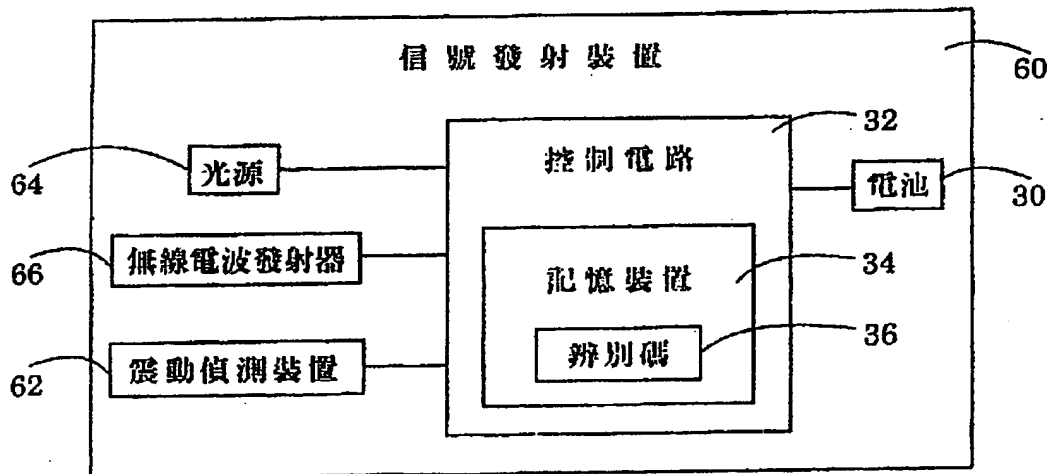 信號發射裝置
60
32
控制電路
64
光源
電池
30
66
無線電波發射器
34
記憶裝置
36
辨別碼
62
震動偵測裝置